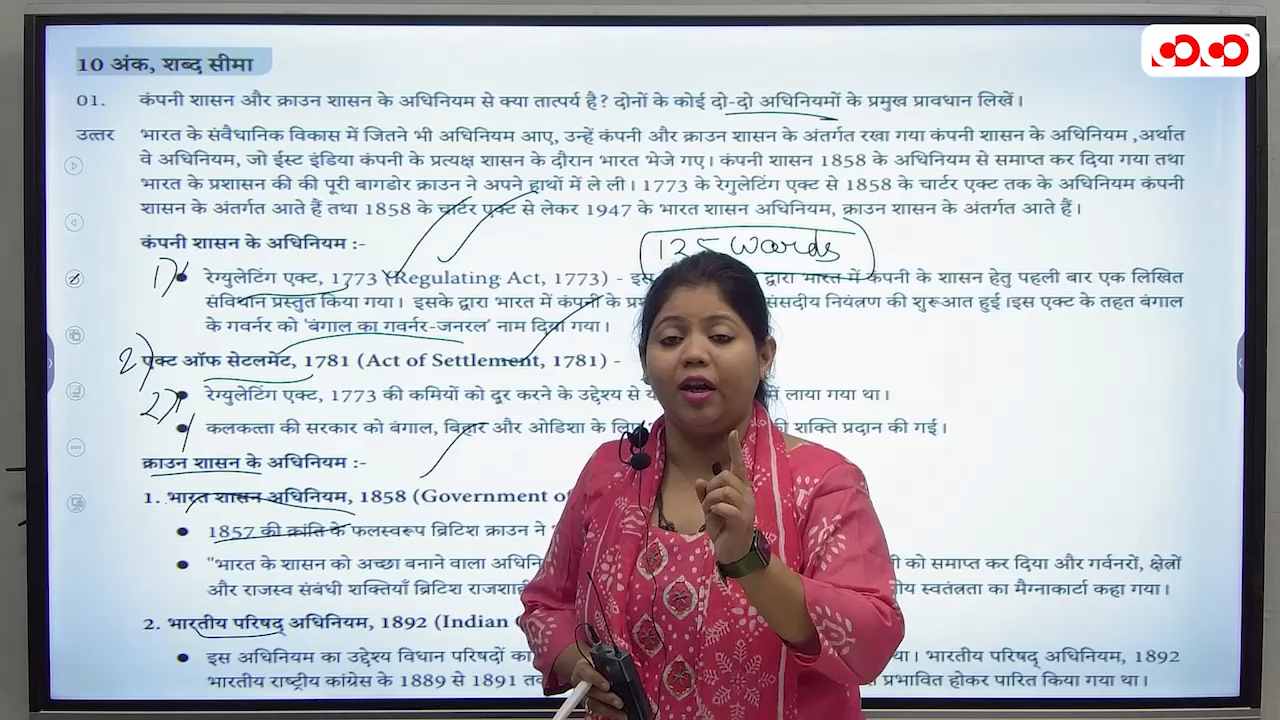 10 अंक, शब्द सीमा
01. कंपनी शासन और क्राउन शासन के अधिनियम से क्या तात्पर्य है? दोनों के कोई दो-दो अधिनियमों के प्रमुख प्रावधान लिखें।
उत्तर भारत के संवैधानिक विकास में जितने भी अधिनियम आए, उन्हें कंपनी और क्राउन शासन के अंतर्गत रखा गया कंपनी शासन के अधिनियम ,अर्थात
वे अधिनियम, जो ईस्ट इंडिया कंपनी के प्रत्यक्ष शासन के दौरान भारत भेजे गए। कंपनी शासन 1858 के अधिनियम से समाप्त कर दिया गया तथा
भारत के प्रशासन की की पूरी बागडोर क्राउन ने अपने हाथों में ले ली। 1773 के रेगुलेटिंग एक्ट से 1858 के चार्टर एक्ट तक के अधिनियम कंपनी
शासन के अंतर्गत आते हैं तथा 1858 के चार्टर एक्ट से लेकर 1947 के भारत शासन अधिनियम, क्राउन शासन के अंतर्गत आते हैं।
125 words
कंपनी शासन के अधिनियम :-
1) रेग्युलेटिंग एक्ट, 1773 (Regulating Act, 1773) - द्वारा भारत में कंपनी के शासन हेतु पहली बार एक लिखित
संविधान प्रस्तुत किया गया। इसके द्वारा भारत में कंपनी के संसदीय नियंत्रण की शुरूआत हुई।इस एक्ट के तहत बंगाल
के गवर्नर को 'बंगाल का गवर्नर-जनरल' नाम दिया गया।
2) एक्ट ऑफ सेटलमेंट, 1781 (Act of Settlement, 1781) -
2) रेग्युलेटिंग एक्ट, 1773 की कमियों को दूर करने के उद्देश्य से में लाया गया था।
कलकत्ता की सरकार को बंगाल, बिहार और ओडिशा के की शक्ति प्रदान की गई।
क्राउन शासन के अधिनियम :-
1. भारत शासन अधिनियम, 1858 (Government
1857 की क्रांति के फलस्वरूप ब्रिटिश क्राउन ने
"भारत के शासन को अच्छा बनाने वाला को समाप्त कर दिया और गर्वनरों, क्षेत्रों
और राजस्व संबंधी शक्तियाँ ब्रिटिश स्वतंत्रता का मैग्नाकार्टा कहा गया।
2. भारतीय परिषद् अधिनियम, 1892 (Indian
इस अधिनियम का उद्देश्य विधान परिषदों का भारतीय परिषद् अधिनियम, 1892
भारतीय राष्ट्रीय कांग्रेस के 1889 से 1891 प्रभावित होकर पारित किया गया था।